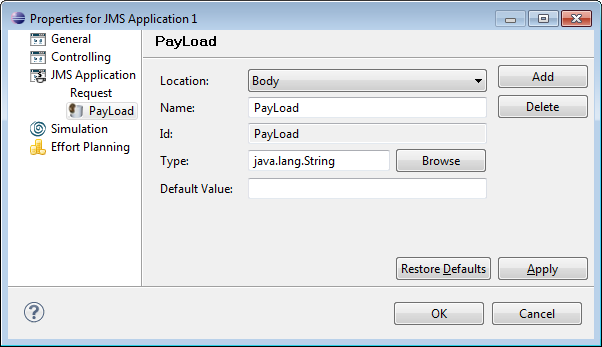 Properties for JMS Application 1
General
Controlling
JMS Application
Request
PayLoad
Simulation
Effort Planning
PayLoad
Location: Body Add
Name: PayLoad Delete
Id: PayLoad
Type: java.lang.String Browse
Default Value:
Restore Defaults Apply
? OK Cancel